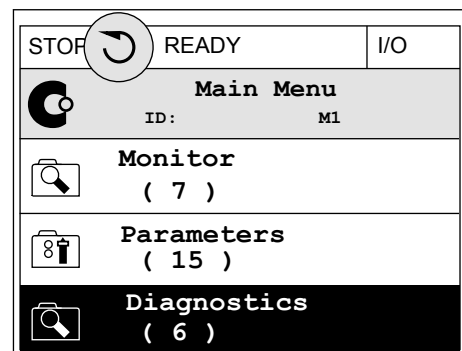 STOP READY I/O
Main Menu
ID: M1
Monitor
( 7 )
Parameters
( 15 )
Diagnostics
( 6 )